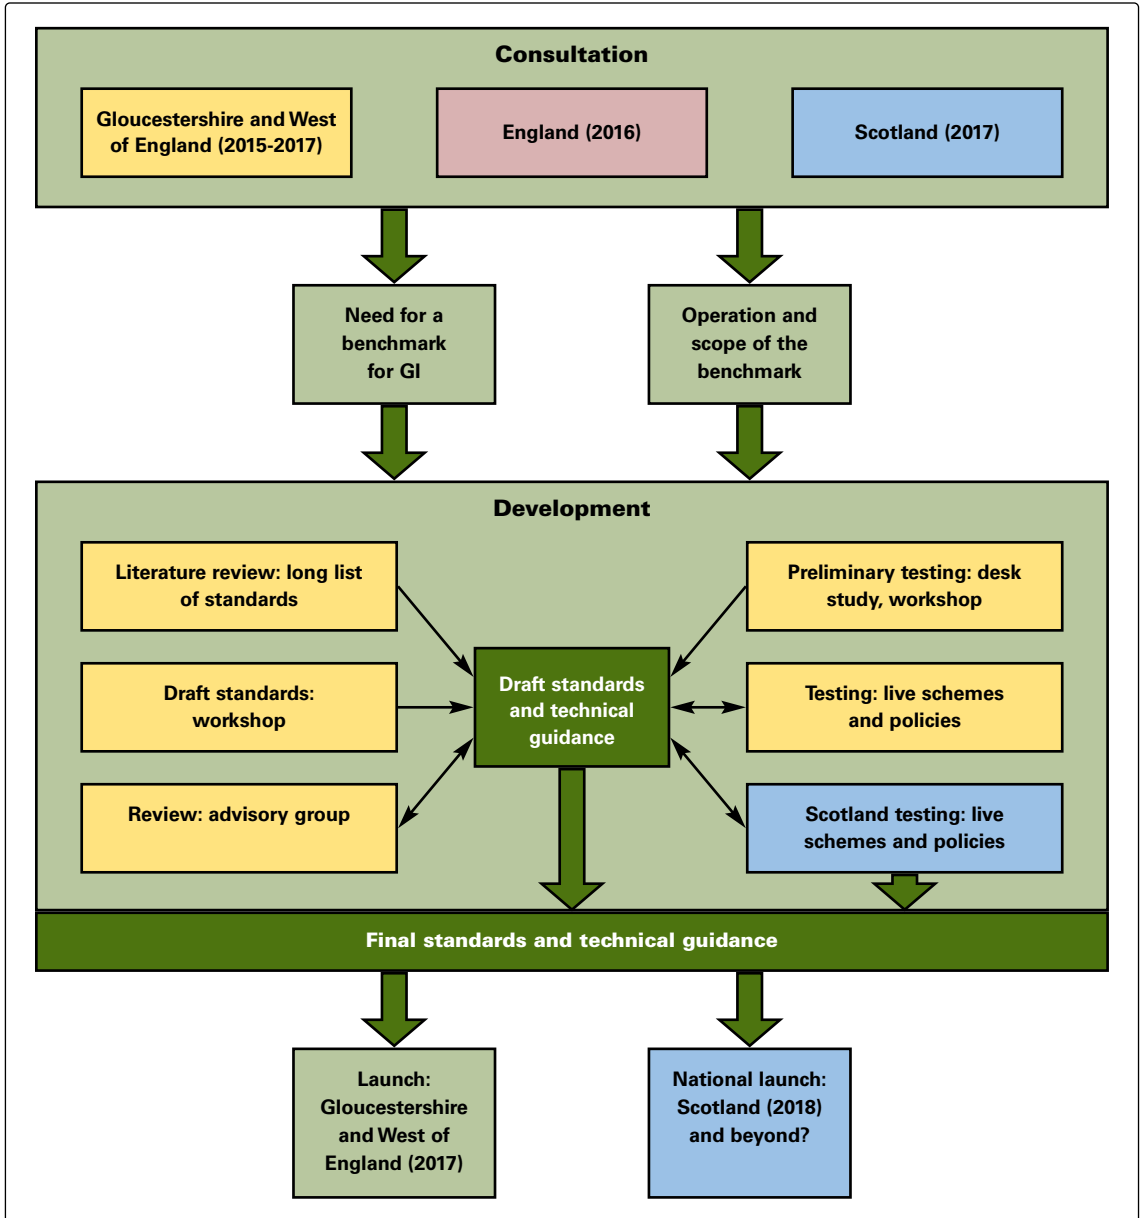 Consultation
Gloucestershire and West
of England (2015-2017)
England (2016)
Scotland (2017)
Need for a
benchmark
for GI
Operation and
scope of the
benchmark
Development
Literature review: long list
of standards
Preliminary testing: desk
study, workshop
Draft standards:
workshop
Draft standards
and technical
guidance
Testing: live schemes
and policies
Review: advisory group
Scotland testing: live
schemes and policies
Final standards and technical guidance
Launch:
Gloucestershire
and West of
England (2017)
National launch:
Scotland (2018)
and beyond?